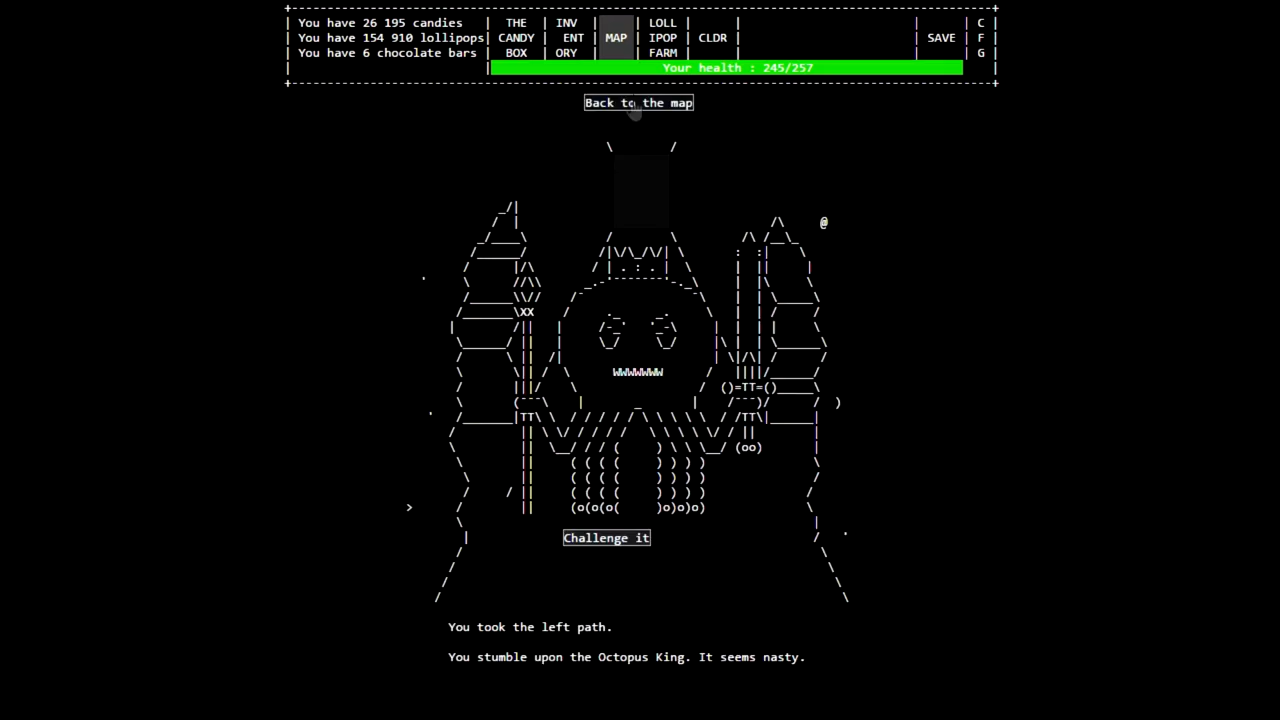 You have 26 195 candies | THE | INV | | LOLL | | | | C
You have 154 910 lollipops| CANDY | ENT | MAP | IPOP | CLDR | | SAVE | F
You have 6 chocolate bars | BOX | ORY | | FARM | | | | G
Your health : 245/257
Back to the map
Challenge it
You took the left path.
You stumble upon the Octopus King. It seems nasty.